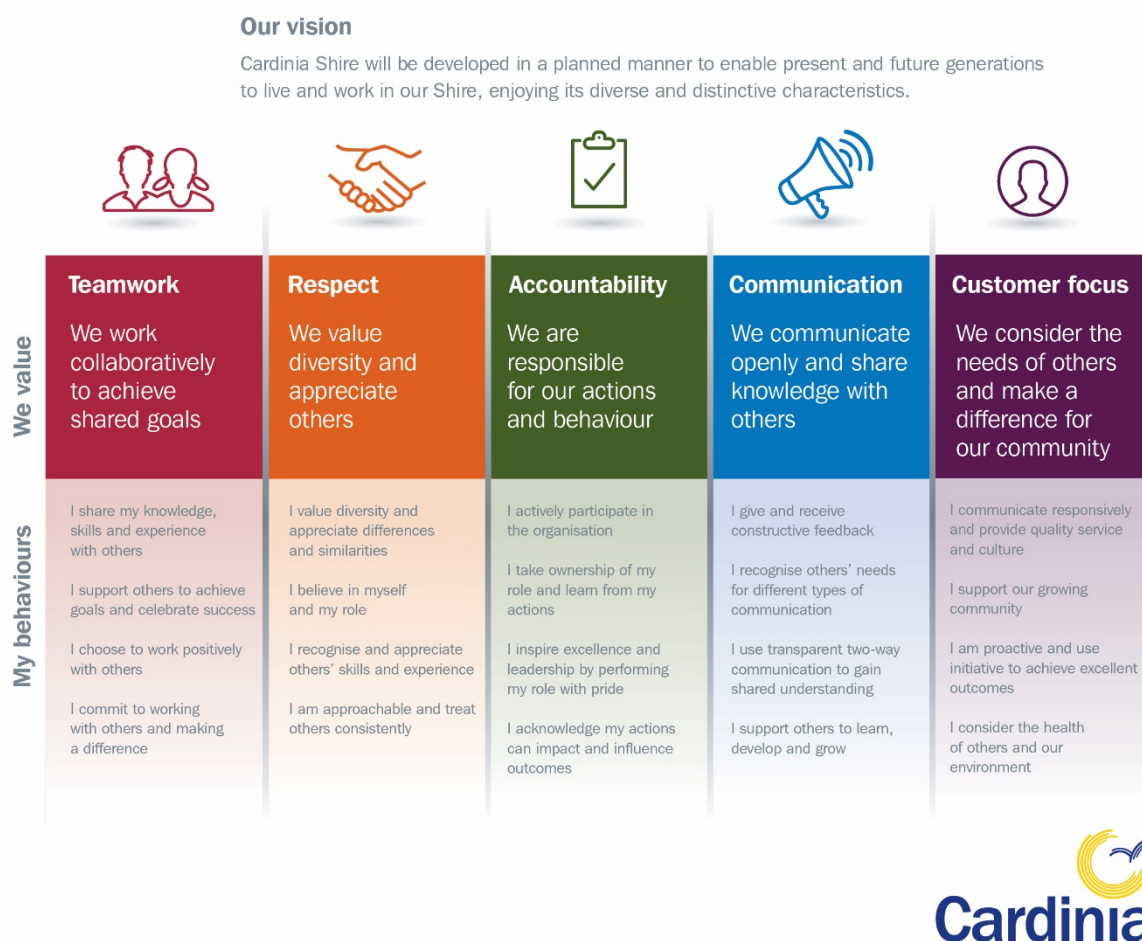 Our vision
Cardinia Shire will be developed in a planned manner to enable present and future generations
to live and work in our Shire, enjoying its diverse and distinctive characteristics.
We value
Teamwork
We work
collaboratively
to achieve
shared goals
Respect
We value
diversity and
appreciate
others
Accountability
We are
responsible
for our actions
and behaviour
Communication
We communicate
openly and share
knowledge with
others
Customer focus
We consider the
needs of others
and make a
difference for
our community
My behaviours
I share my knowledge,
skills and experience
with others
I support others to achieve
goals and celebrate success
I choose to work positively
with others
I commit to working
with others and making
a difference
I value diversity and
appreciate differences
and similarities
I believe in myself
and my role
I recognise and appreciate
others' skills and experience
I am approachable and treat
others consistently
I actively participate in
the organisation
I take ownership of my
role and learn from my
actions
I inspire excellence and
leadership by performing
my role with pride
I acknowledge my actions
can impact and influence
outcomes
I give and receive
constructive feedback
I recognise others' needs
for different types of
communication
I use transparent two-way
communication to gain
shared understanding
I support others to learn,
develop and grow
I communicate responsively
and provide quality service
and culture
I support our growing
community
I am proactive and use
initiative to achieve excellent
outcomes
I consider the health
of others and our
environment
Cardinia